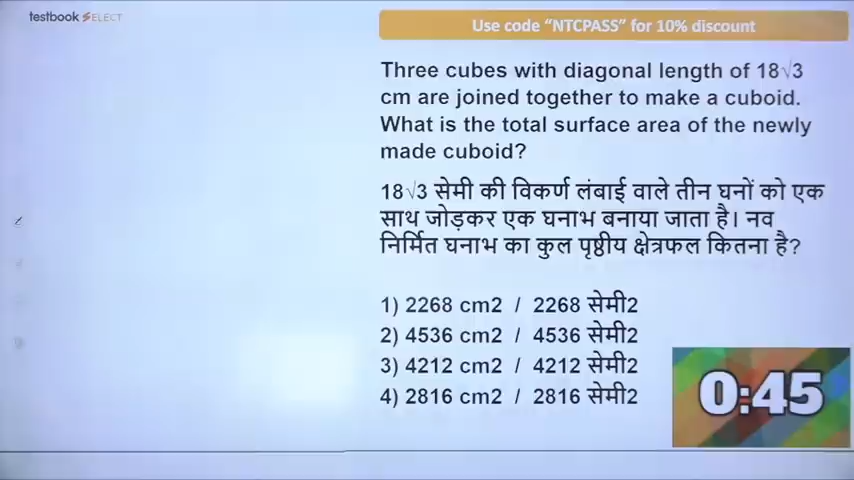 testbook SELECT
Use code “NTCPASS” for 10% discount
Three cubes with diagonal length of 18√3
cm are joined together to make a cuboid.
What is the total surface area of the newly
made cuboid?
18√3 सेमी की विकर्ण लंबाई वाले तीन घनों को एक
साथ जोड़कर एक घनाभ बनाया जाता है। नव
निर्मित घनाभ का कुल पृष्ठीय क्षेत्रफल कितना है?
1) 2268 cm2 / 2268 सेमी2
2) 4536 cm2 / 4536 सेमी2
3) 4212 cm2 / 4212 सेमी2
4) 2816 cm2 / 2816 सेमी2
0:45